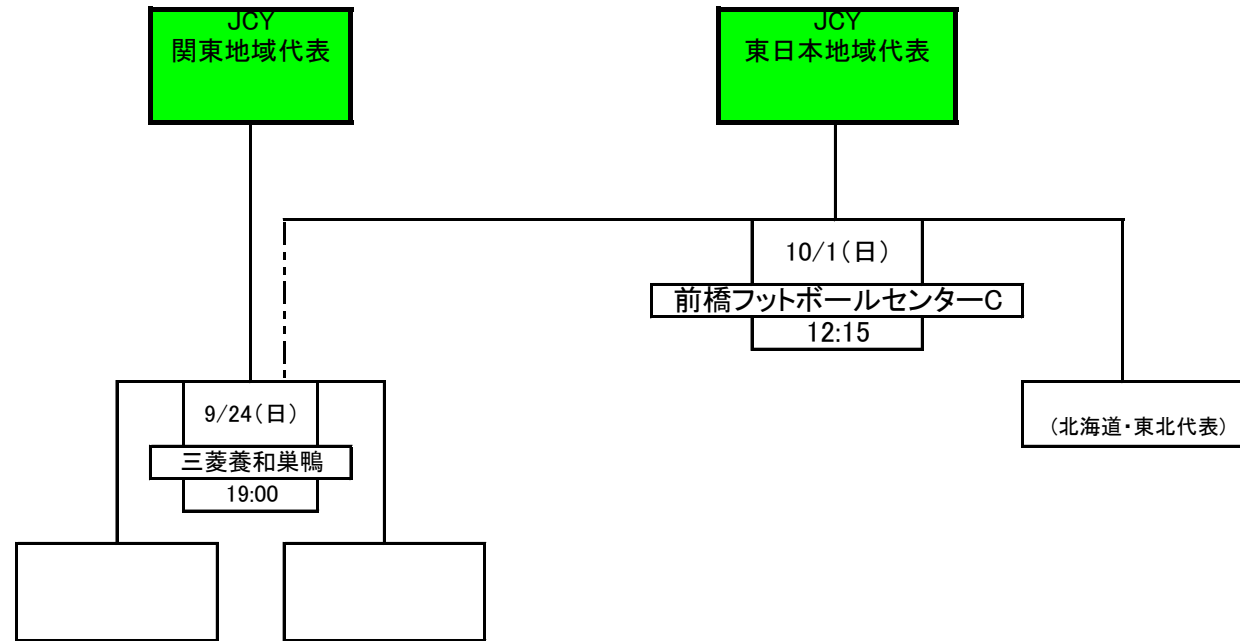 JCY
関東地域代表
JCY
東日本地域代表
10/1(日)
前橋フットボールセンターC
12:15
9/24(日)
三菱養和巣鴨
19:00
(北海道・東北代表)